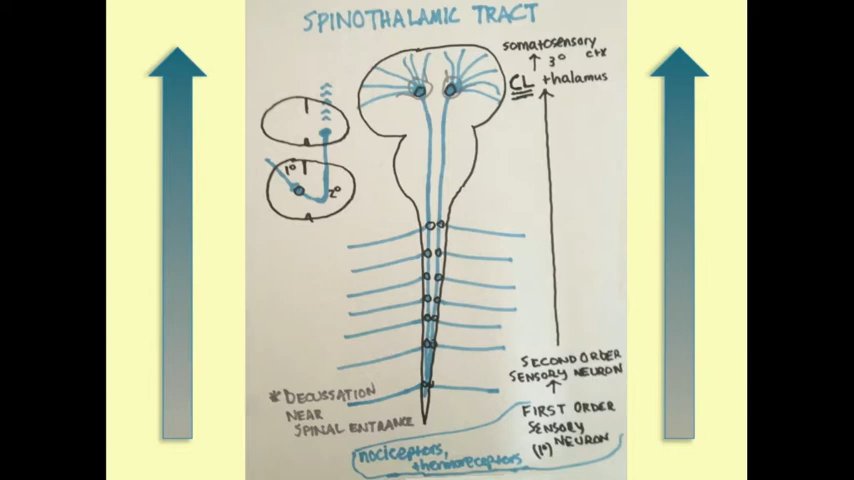 SPINOTHALAMIC TRACT
somatosensory
ctx
3°
CL thalamus
1°
2°
SECOND ORDER
SENSORY NEURON
* DECUSSATION
NEAR
SPINAL ENTRANCE
FIRST ORDER
SENSORY
(1°) NEURON
nociceptors,
thermoreceptors